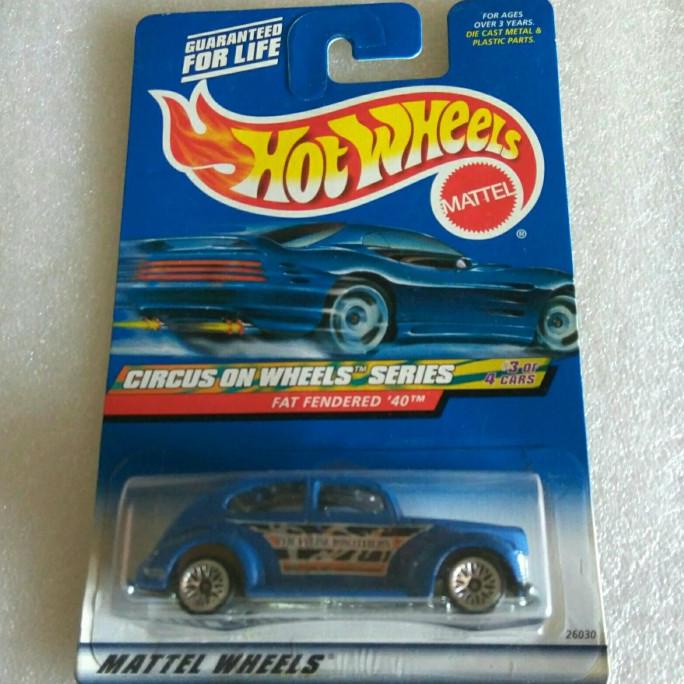 GUARANTEED
FOR LIFE
FOR AGES
OVER 3 YEARS.
DIE CAST METAL &
PLASTIC PARTS.
HOT WHEELS
MATTEL
®
CIRCUS ON WHEELS™ SERIES
#3 OF
4 CARS
FAT FENDERED '40™
26030
MATTEL WHEELS